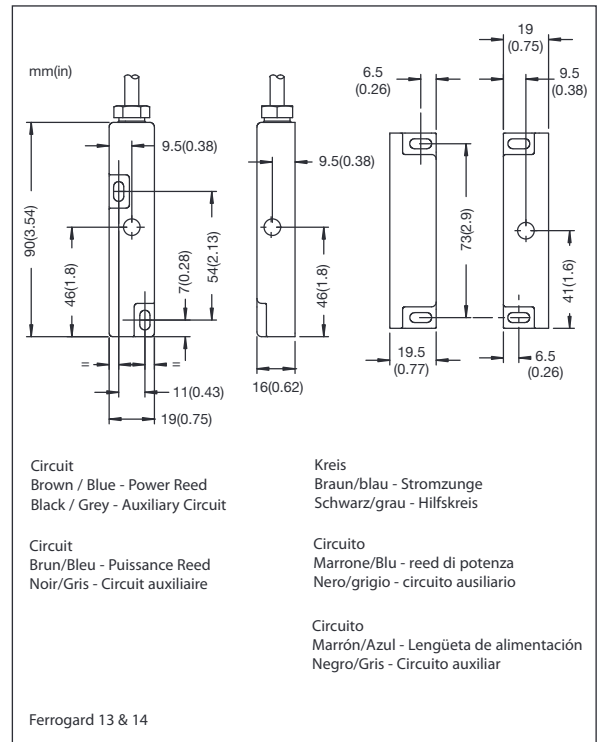 mm(in)
9.5(0.38)
90(3.54)
46(1.8)
7(0.28)
54(2.13)
= =
11(0.43)
19(0.75)
9.5(0.38)
46(1.8)
16(0.62)
6.5
(0.26)
19
(0.75)
9.5
(0.38)
73(2.9)
41(1.6)
19.5
(0.77)
6.5
(0.26)
Circuit
Brown / Blue - Power Reed
Black / Grey - Auxiliary Circuit
Circuit
Brun/Bleu - Puissance Reed
Noir/Gris - Circuit auxiliaire
Kreis
Braun/blau - Stromzunge
Schwarz/grau - Hilfskreis
Circuito
Marrone/Blu - reed di potenza
Nero/grigio - circuito ausiliario
Circuito
Marrón/Azul - Lengüeta de alimentación
Negro/Gris - Circuito auxiliar
Ferrogard 13 & 14